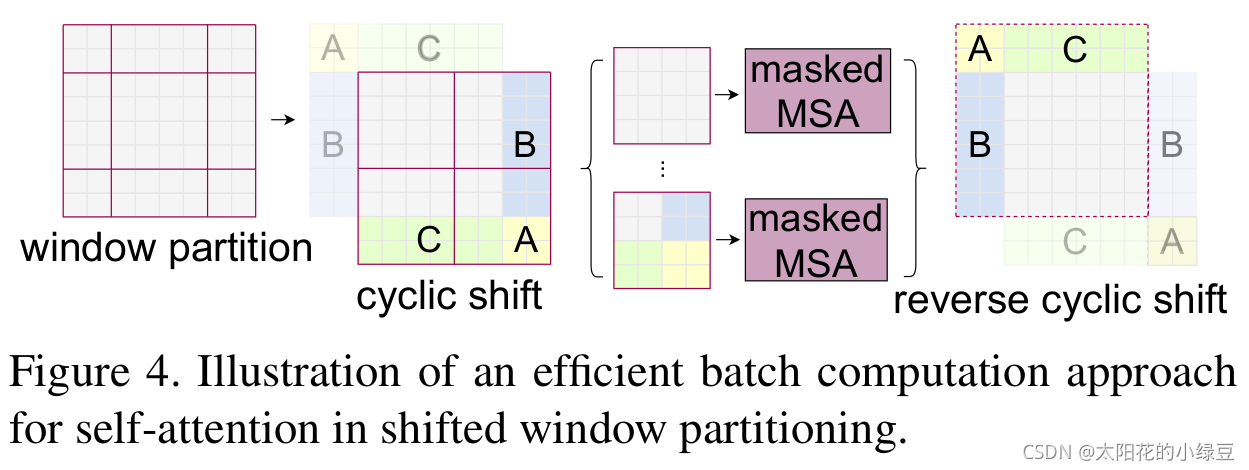 A C
B
B
C A
window partition
cyclic shift
masked
MSA
⋮
masked
MSA
A C
B B
C A
reverse cyclic shift
Figure 4. Illustration of an efficient batch computation approach
for self-attention in shifted window partitioning.
CSDN @太阳花的小绿豆